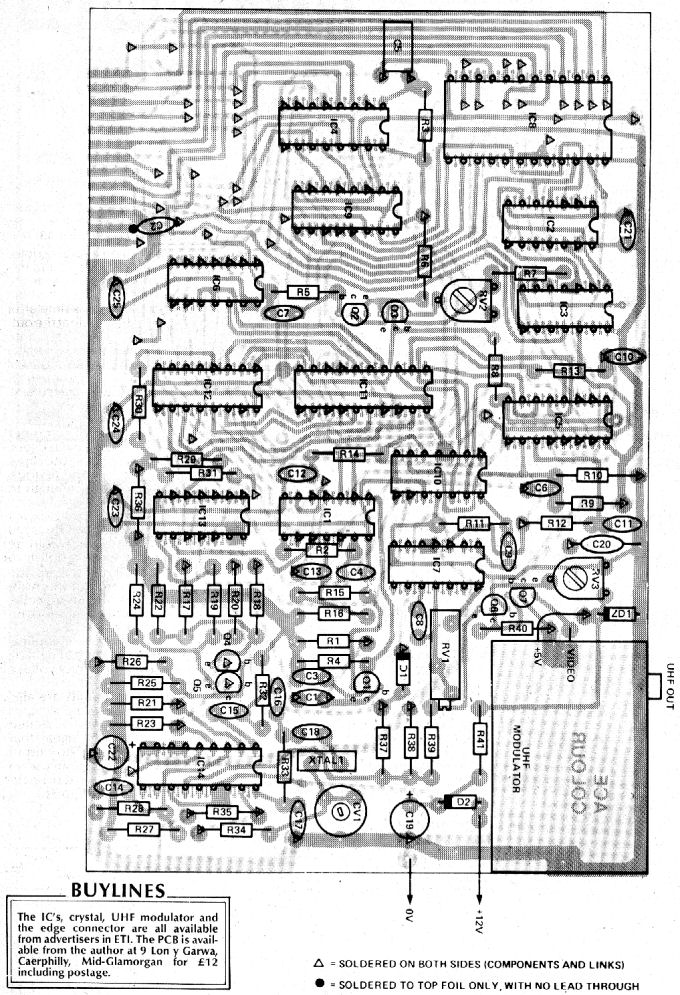 C5
IC4
R3
IC8
IC9
IC2
C21
C2
R6
IC6
R5
R7
RV2
IC3
C25
C7
b
c
e
Q2
Q3
b
c
e
C10
R8
R13
IC12
IC11
R30
C24
R14
R29
R31
C12
IC10
R10
C6
R9
R36
C23
IC13
IC1
R11
R12
C11
C20
R2
IC7
C9
C13
C4
RV3
R24
R22
R17
R19
R20
R18
R15
R16
C8
ZD1
R40
R1
R4
D1
RV1
+5V
VIDEO
Q4
Q5
R26
R25
R21
R23
R32
C16
C15
C3
C1
UHF OUT
C22
C14
IC14
C18
XTAL1
R33
R37
R38
R39
R41
UHF
MODULATOR
COLOUR
ACE
R28
R27
R35
R34
C17
CV1
C19
D2
0V
+12V
BUYLINES
The IC's, crystal, UHF modulator and
the edge connector are all available
from advertisers in ETI. The PCB is avail-
able from the author at 9 Lon y Garwa,
Caerphilly, Mid-Glamorgan for £12
including postage.
△ = SOLDERED ON BOTH SIDES (COMPONENTS AND LINKS)
● = SOLDERED TO TOP FOIL ONLY, WITH NO LEAD THROUGH